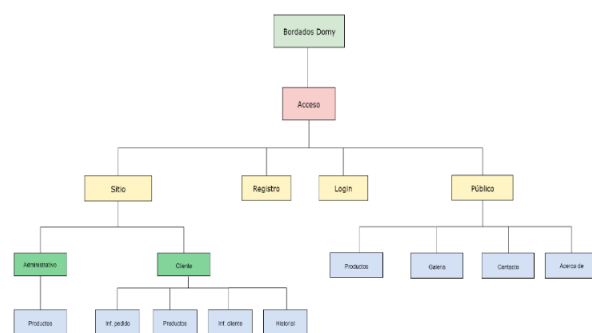 Bordados Domy
Acceso
Sitio
Registro
Login
Público
Administrativo
Cliente
Productos
Galeria
Contacto
Acerca de
Productos
Inf. pedido
Productos
Inf. cliente
Historial